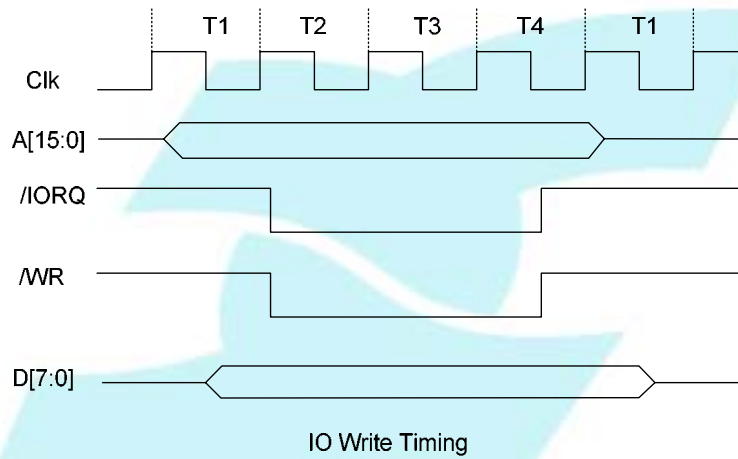 T1 T2 T3 T4 T1
Clk
A[15:0]
/IORQ
/WR
D[7:0]
IO Write Timing